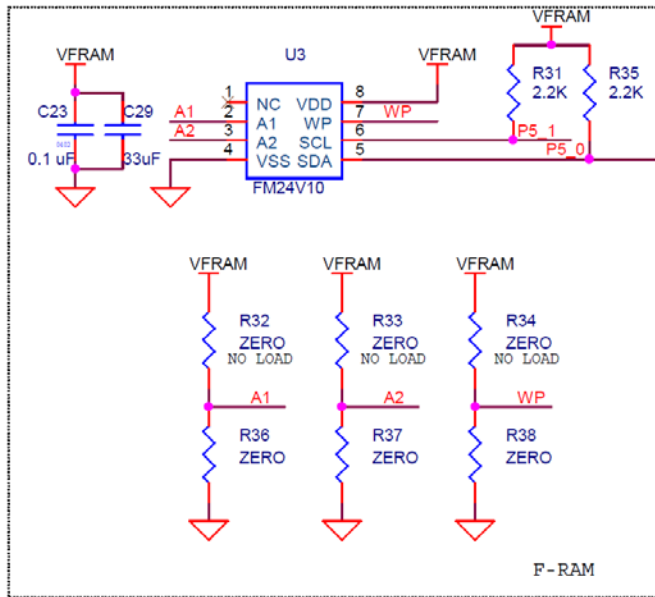 VFRAM
C23
C29
0402
0.1 uF
33uF
U3
1
2
3
4
NC
A1
A2
VSS
VDD
WP
SCL
SDA
8
7
6
5
A1
A2
FM24V10
VFRAM
WP
VFRAM
R31
2.2K
R35
2.2K
P5_1
P5_0
VFRAM
R32
ZERO
NO LOAD
A1
R36
ZERO
VFRAM
R33
ZERO
NO LOAD
A2
R37
ZERO
VFRAM
R34
ZERO
NO LOAD
WP
R38
ZERO
F-RAM